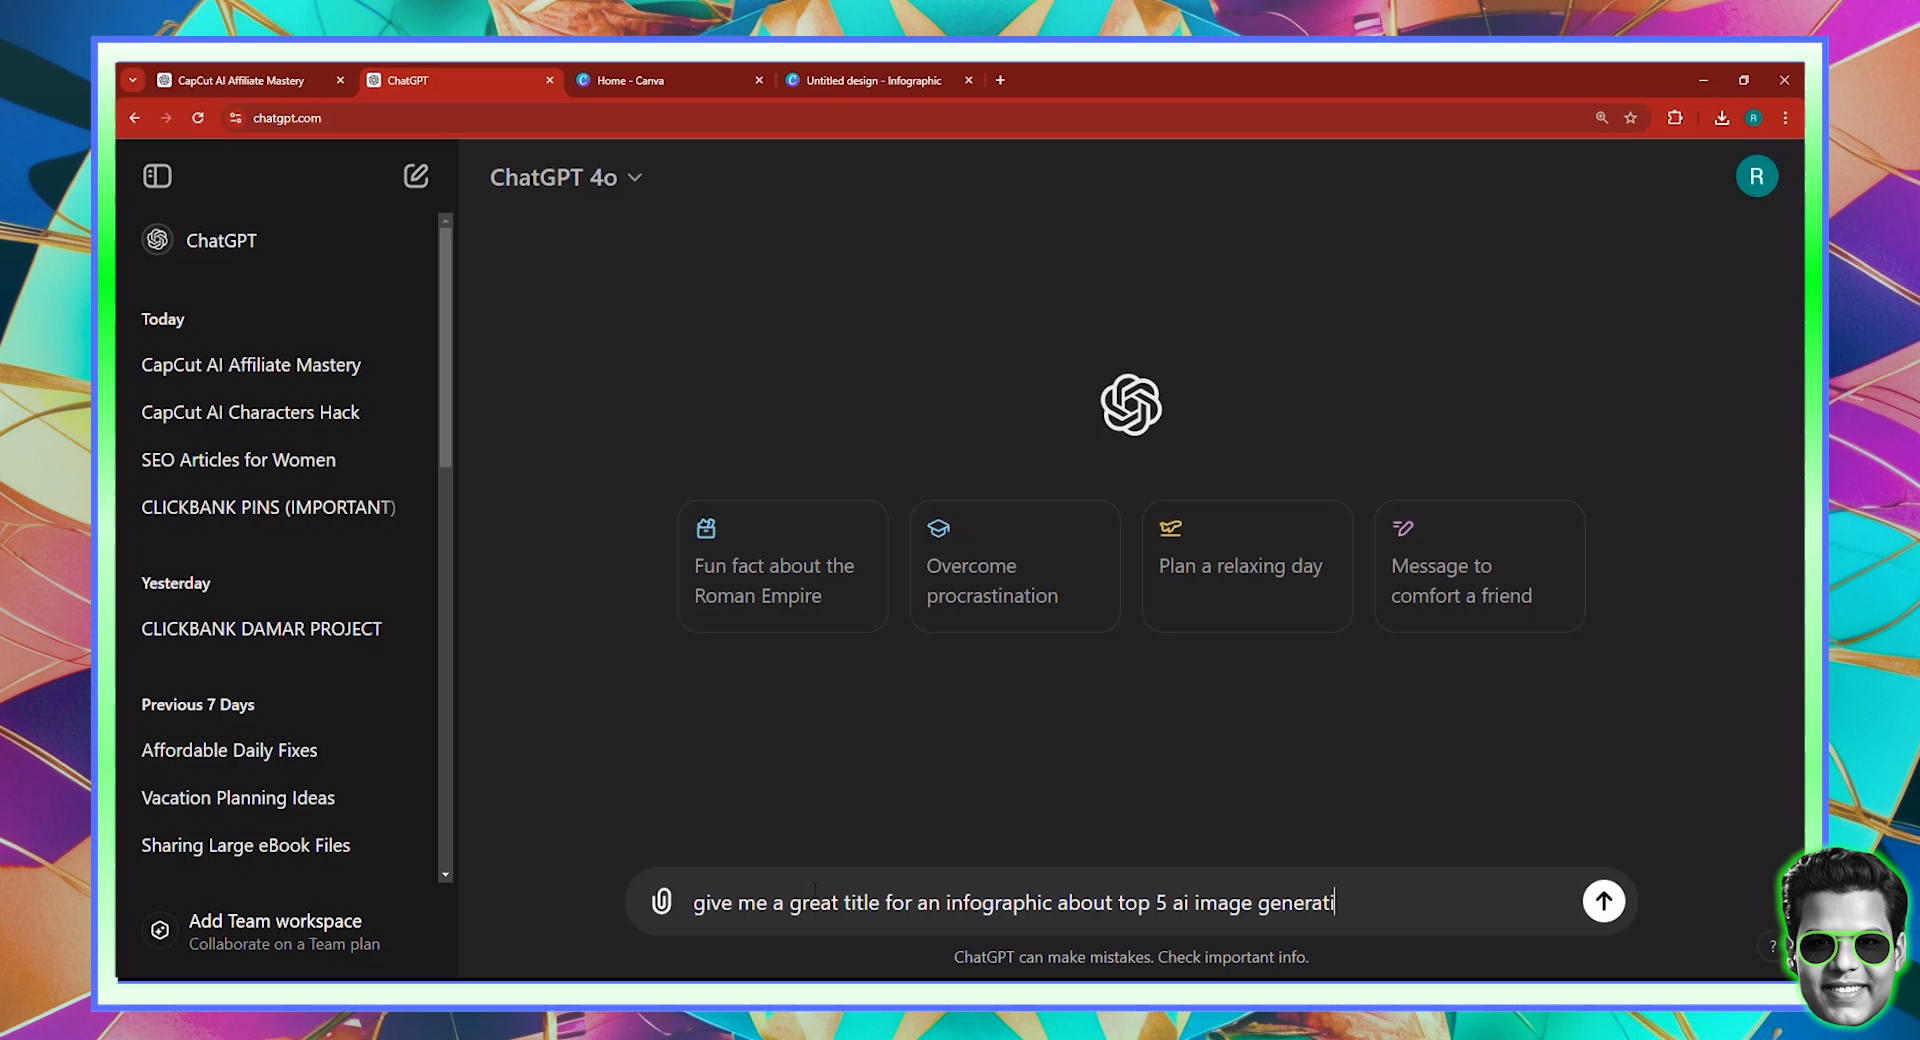 CapCut AI Affiliate Mastery
ChatGPT
Home - Canva
Untitled design - Infographic
chatgpt.com
R
ChatGPT 4o
R
ChatGPT
Today
CapCut AI Affiliate Mastery
CapCut AI Characters Hack
SEO Articles for Women
CLICKBANK PINS (IMPORTANT)
Yesterday
CLICKBANK DAMAR PROJECT
Previous 7 Days
Affordable Daily Fixes
Vacation Planning Ideas
Sharing Large eBook Files
Add Team workspace
Collaborate on a Team plan
Fun fact about the
Roman Empire
Overcome
procrastination
Plan a relaxing day
Message to
comfort a friend
give me a great title for an infographic about top 5 ai image generati
ChatGPT can make mistakes. Check important info.
?